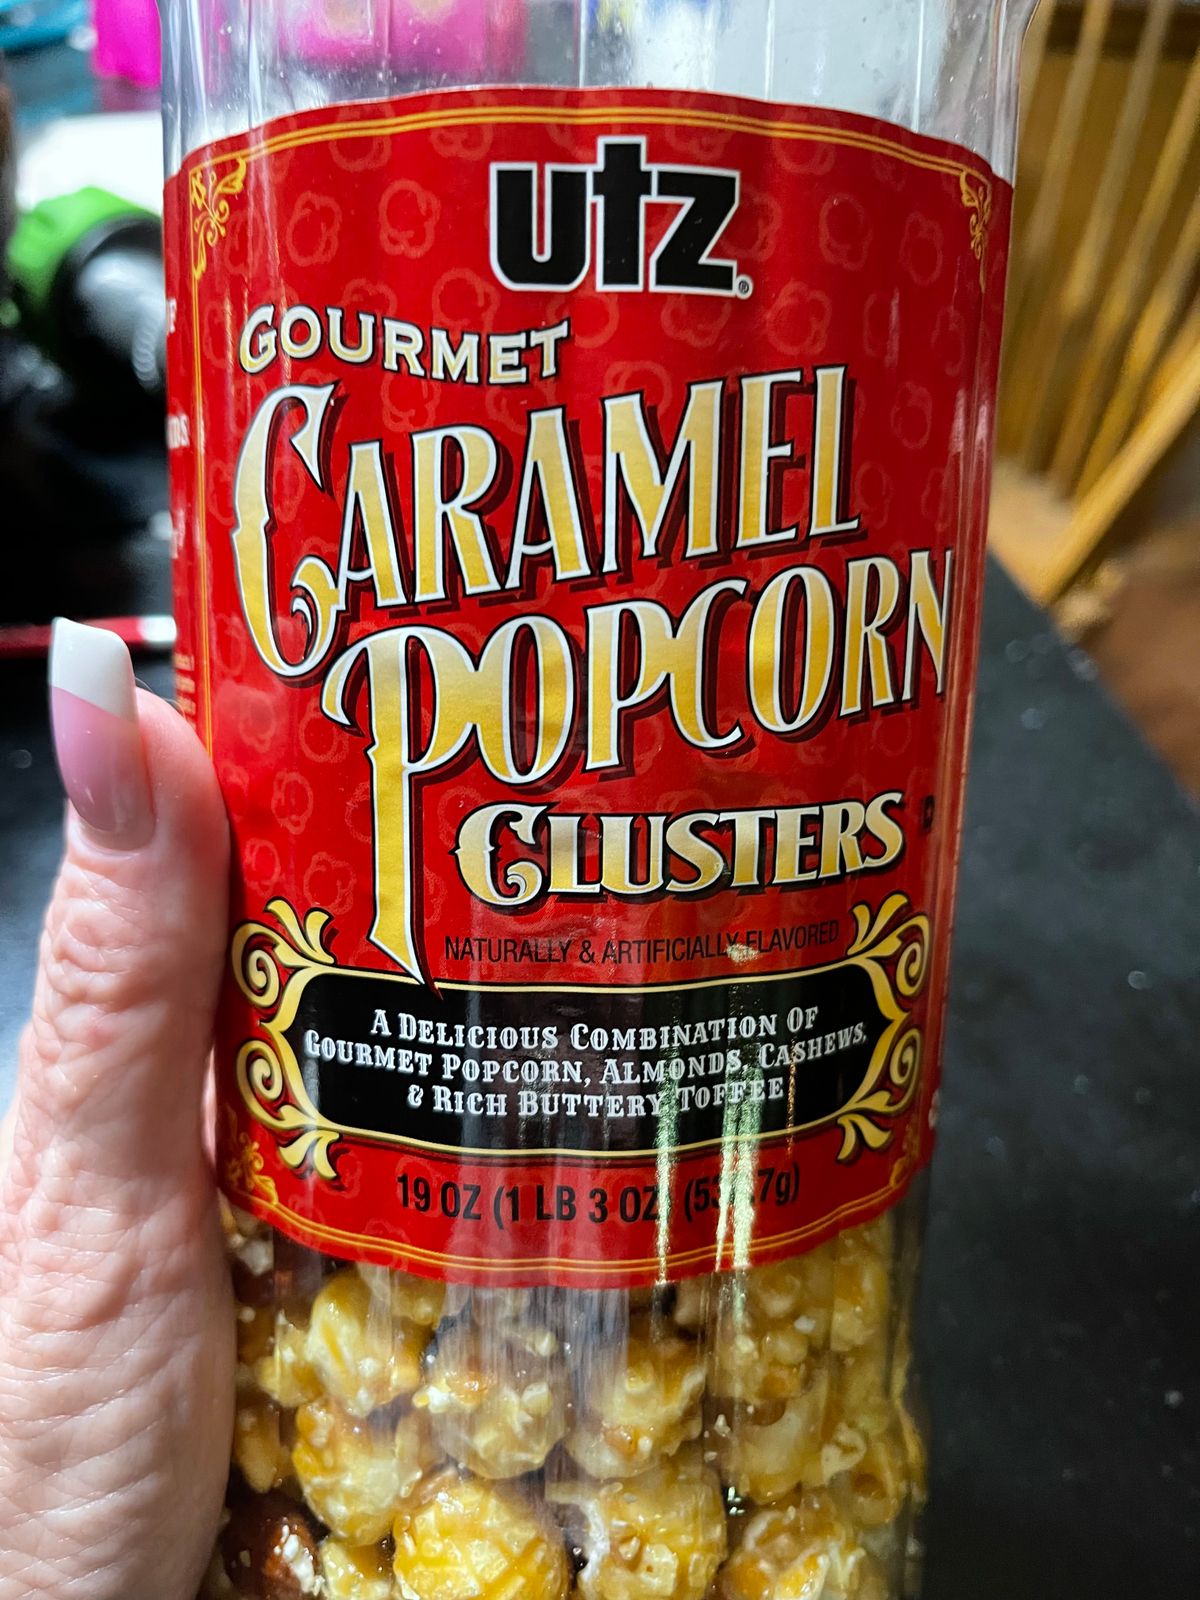 utz®
GOURMET
CARAMEL
POPCORN
CLUSTERS
NATURALLY & ARTIFICIALLY FLAVORED
A DELICIOUS COMBINATION OF
GOURMET POPCORN, ALMONDS, CASHEWS,
& RICH BUTTERY TOFFEE
19 OZ (1 LB 3 OZ)